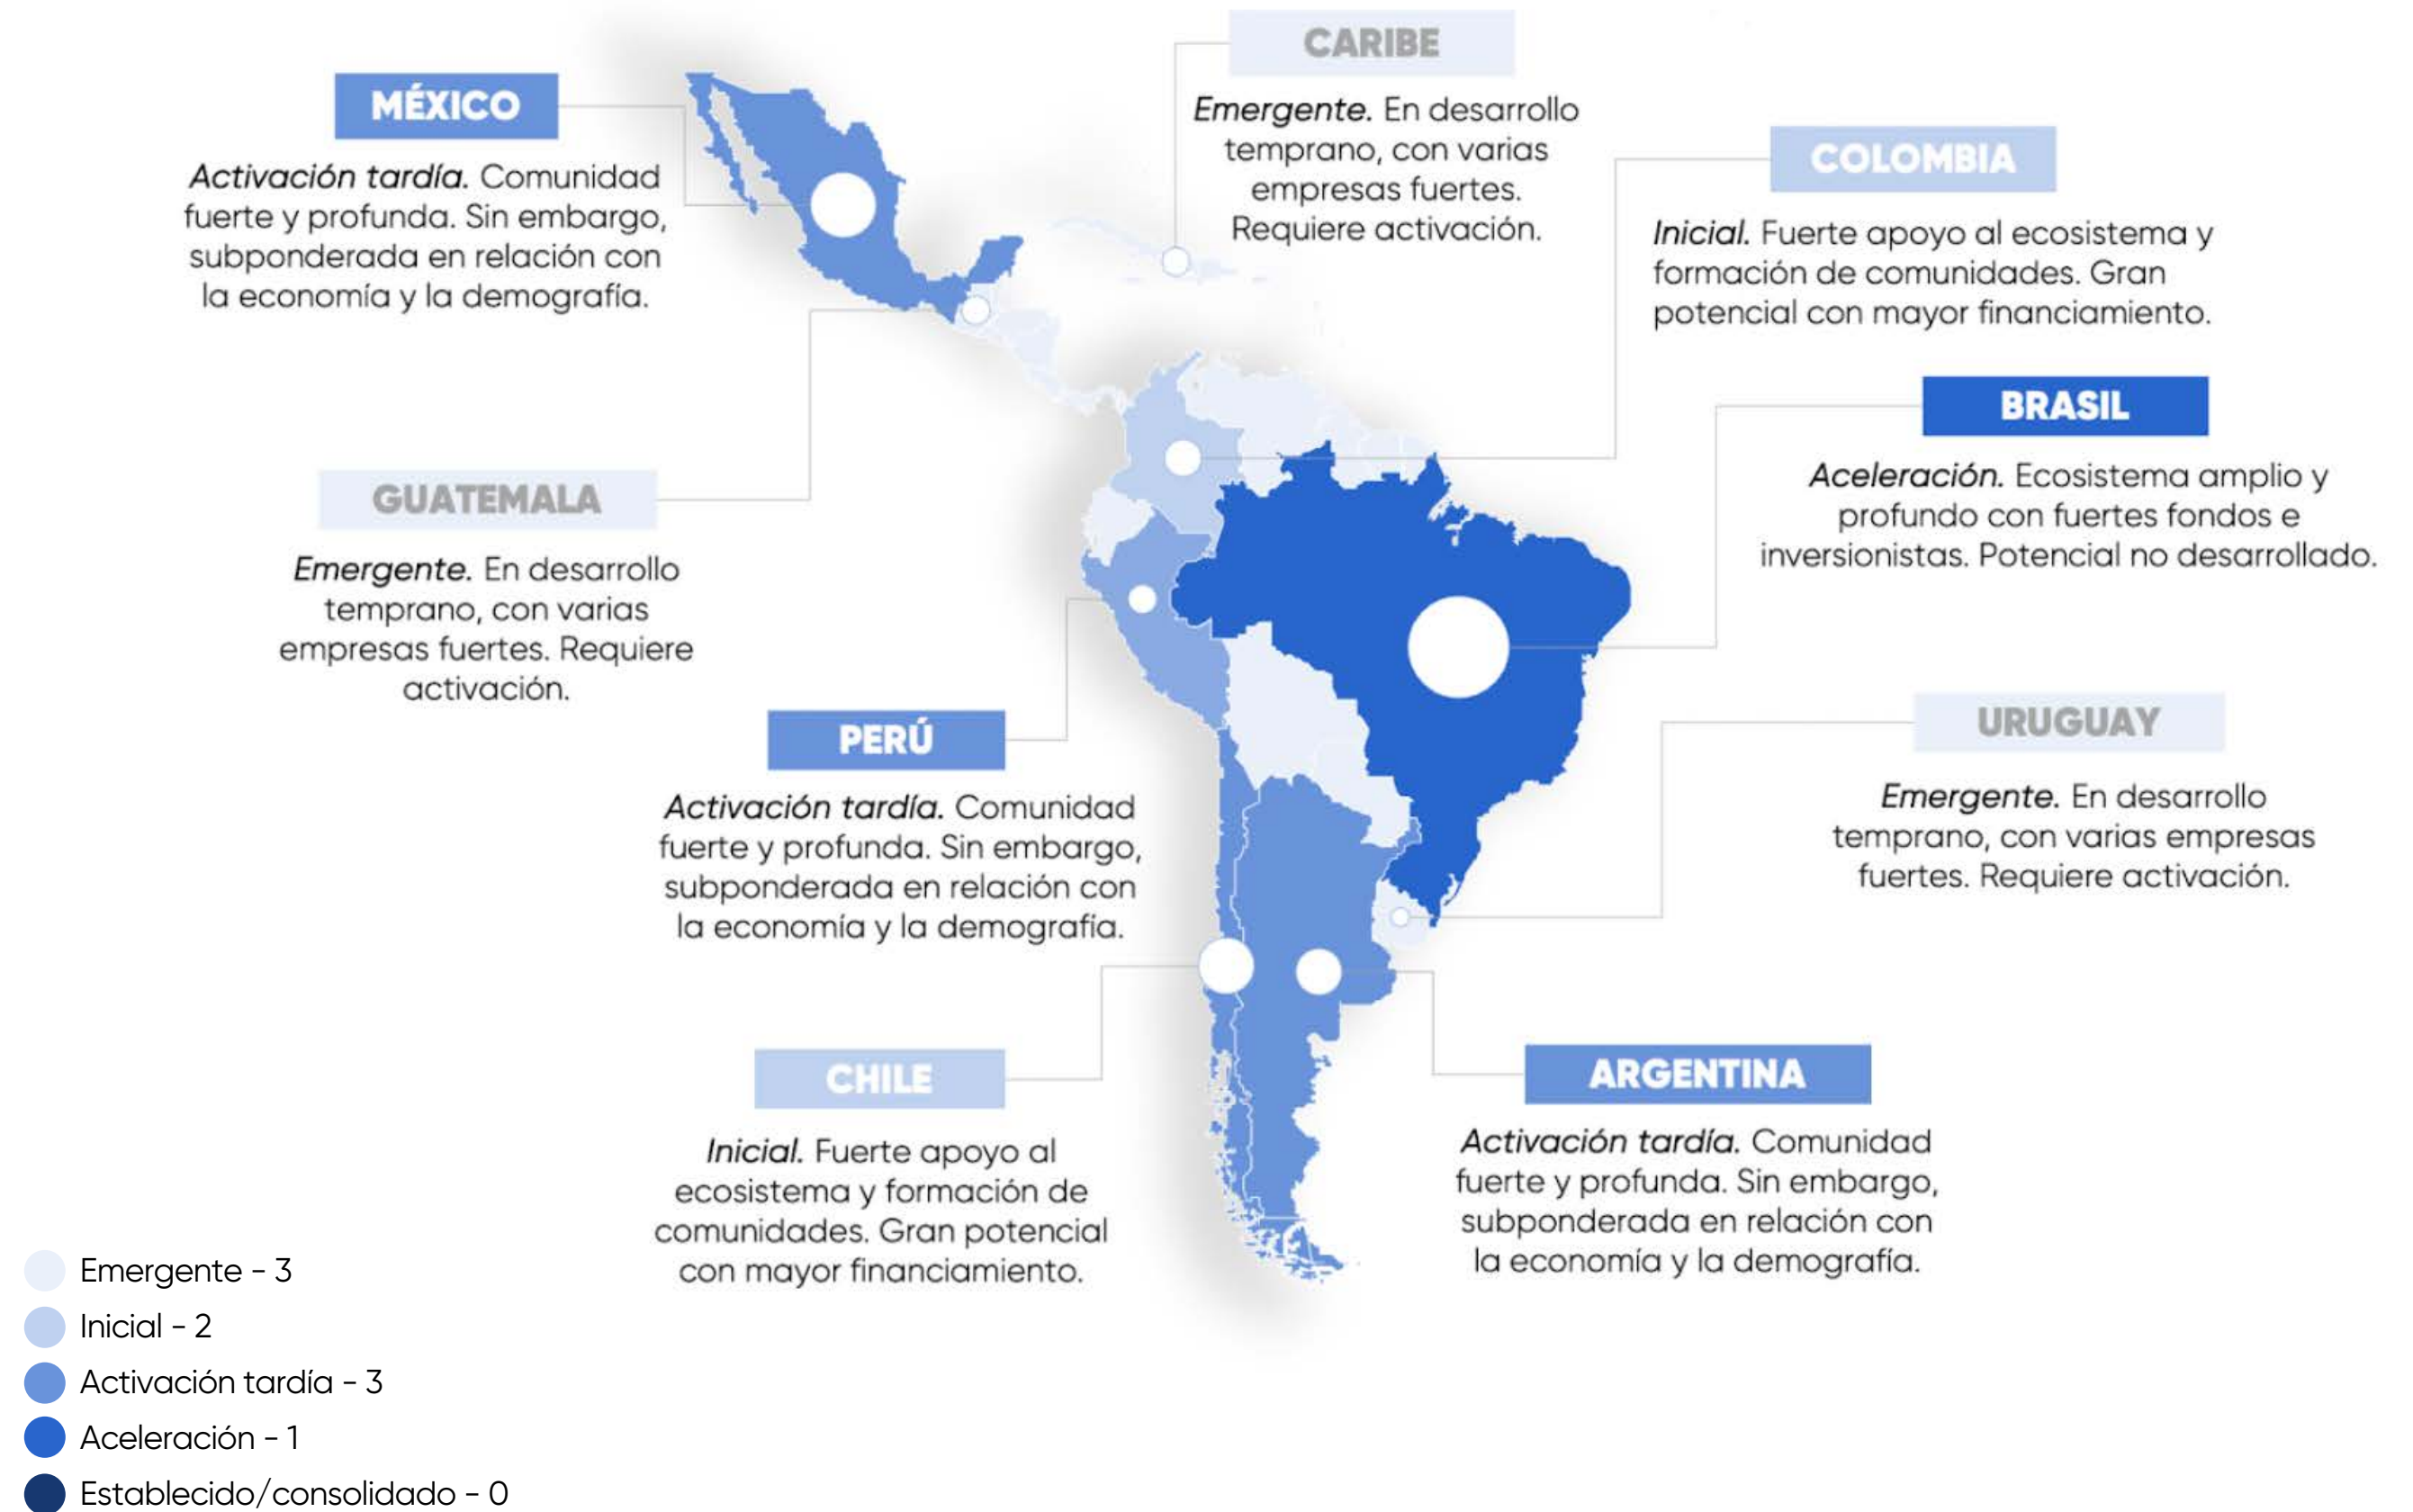 MÉXICO
Activación tardía. Comunidad
fuerte y profunda. Sin embargo,
subponderada en relación con
la economía y la demografía.
CARIBE
Emergente. En desarrollo
temprano, con varias
empresas fuertes.
Requiere activación.
COLOMBIA
Inicial. Fuerte apoyo al ecosistema y
formación de comunidades. Gran
potencial con mayor financiamiento.
BRASIL
Aceleración. Ecosistema amplio y
profundo con fuertes fondos e
inversionistas. Potencial no desarrollado.
GUATEMALA
Emergente. En desarrollo
temprano, con varias
empresas fuertes. Requiere
activación.
PERÚ
Activación tardía. Comunidad
fuerte y profunda. Sin embargo,
subponderada en relación con
la economía y la demografía.
URUGUAY
Emergente. En desarrollo
temprano, con varias empresas
fuertes. Requiere activación.
CHILE
Inicial. Fuerte apoyo al
ecosistema y formación de
comunidades. Gran potencial
con mayor financiamiento.
ARGENTINA
Activación tardía. Comunidad
fuerte y profunda. Sin embargo,
subponderada en relación con
la economía y la demografía.
Emergente - 3
Inicial - 2
Activación tardía - 3
Aceleración - 1
Establecido/consolidado - 0